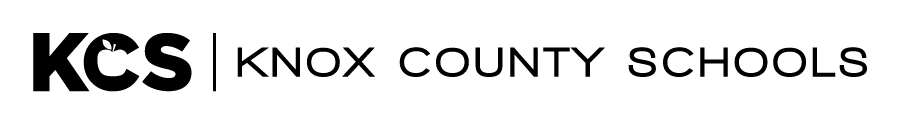 KCS | KNOX COUNTY SCHOOLS